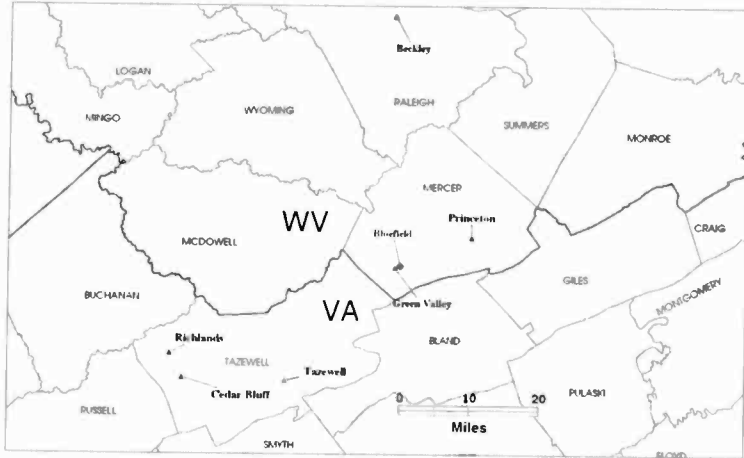 Beckley
LOGAN
RALEIGH
MINGO
WYOMING
SUMMERS
MONROE
MERCER
WV
Princeton
MCDOWELL
Bluefield
CRAIG
GILES
BUCHANAN
MONTGOMERY
Green Valley
VA
Richlands
BLAND
TAZEWELL
Tazewell
PULASKI
Cedar Bluff
0 10 20
RUSSELL
Miles
SMYTH
FLOYD